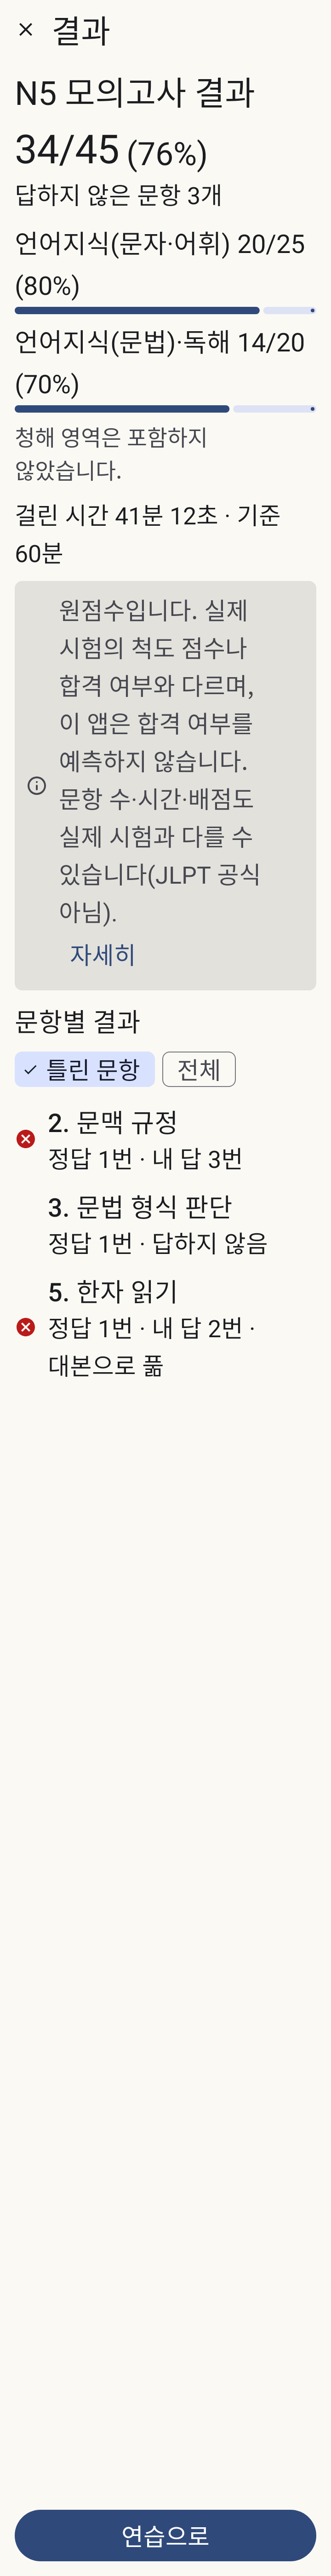 결과
N5 모의고사 결과
34/45 (76%)
답하지 않은 문항 3개
언어지식(문자·어휘) 20/25
(80%)
언어지식(문법)·독해 14/20
(70%)
청해 영역은 포함하지
않았습니다.
걸린 시간 41분 12초 · 기준
60분
원점수입니다. 실제
시험의 척도 점수나
합격 여부와 다르며,
이 앱은 합격 여부를
예측하지 않습니다.
문항 수·시간·배점도
실제 시험과 다를 수
있습니다(JLPT 공식
아님).
자세히
문항별 결과
틀린 문항
전체
2. 문맥 규정
정답 1번 · 내 답 3번
3. 문법 형식 판단
정답 1번 · 답하지 않음
5. 한자 읽기
정답 1번 · 내 답 2번 ·
대본으로 풂
연습으로